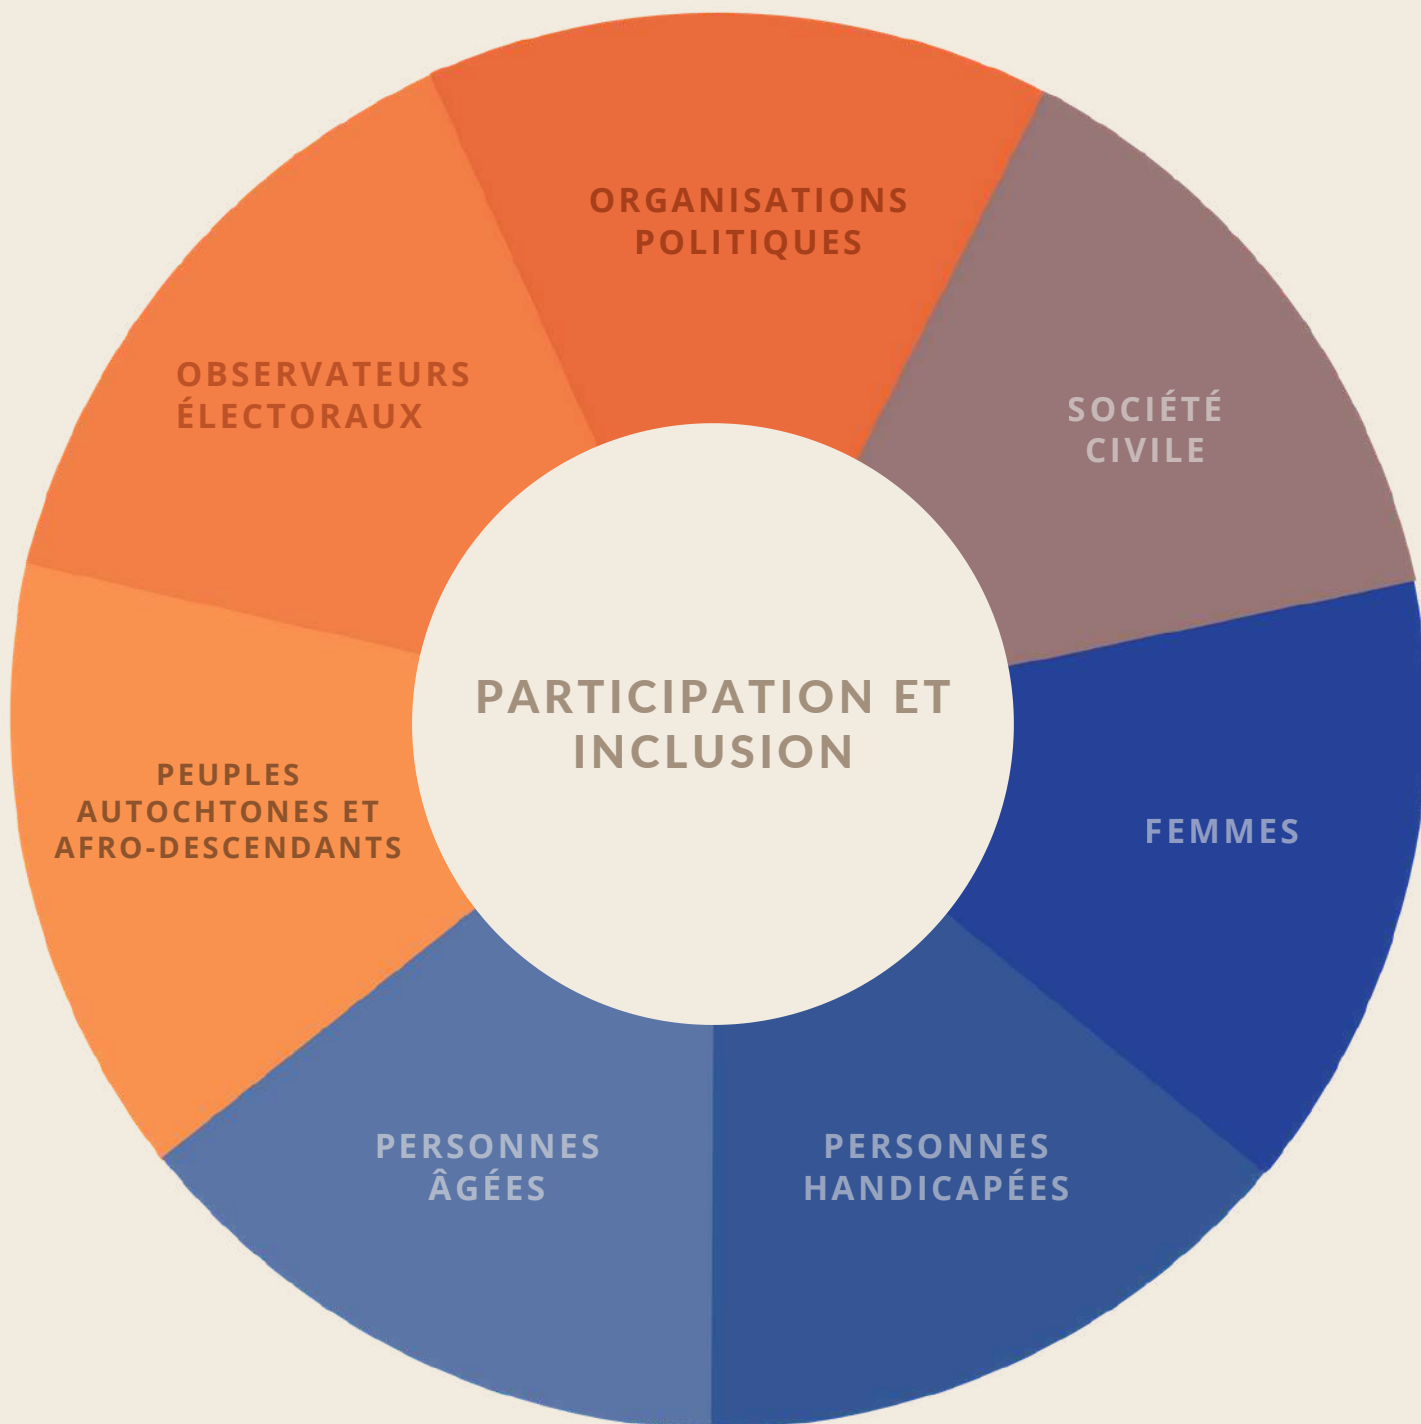 ORGANISATIONS
POLITIQUES
OBSERVATEURS
ÉLECTORAUX
SOCIÉTÉ
CIVILE
PARTICIPATION ET
INCLUSION
PEUPLES
AUTOCHTONES ET
AFRO-DESCENDANTS
FEMMES
PERSONNES
ÂGÉES
PERSONNES
HANDICAPÉES